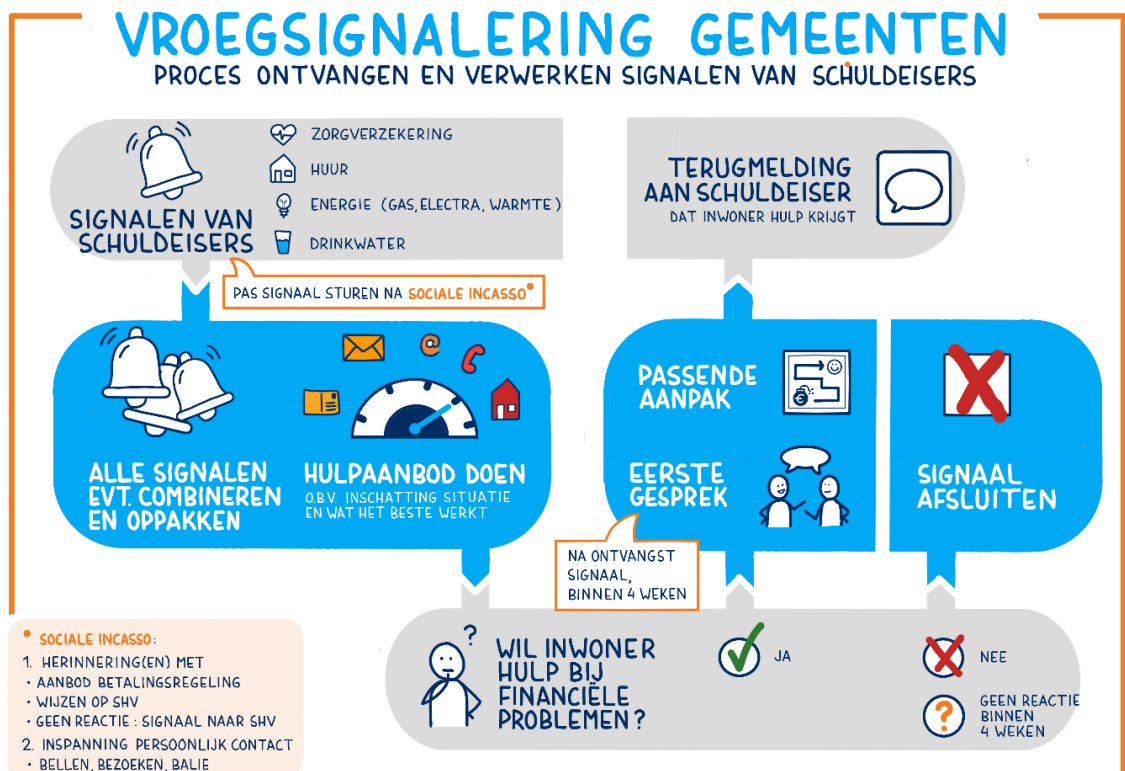 VROEGSIGNALERING GEMEENTEN
PROCES ONTVANGEN EN VERWERKEN SIGNALEN VAN SCHULDEISERS
SIGNALEN VAN
SCHULDEISERS
ZORGVERZEKERING
HUUR
ENERGIE (GAS, ELECTRA, WARMTE)
DRINKWATER
PAS SIGNAAL STUREN NA SOCIALE INCASSO•
TERUGMELDING
AAN SCHULDEISER
DAT INWONER HULP KRIJGT
ALLE SIGNALEN
EVT. COMBINEREN
EN OPPAKKEN
@
HULPAANBOD DOEN
O.B.V. INSCHATTING SITUATIE
EN WAT HET BESTE WERKT
PASSENDE
AANPAK
€
EERSTE
GESPREK
SIGNAAL
AFSLUITEN
NA ONTVANGST
SIGNAAL,
BINNEN 4 WEKEN
?
WIL INWONER
HULP BIJ
FINANCIËLE
PROBLEMEN?
JA
NEE
?
GEEN REACTIE
BINNEN
4 WEKEN
• SOCIALE INCASSO:
1. HERINNERING(EN) MET
• AANBOD BETALINGSREGELING
• WIJZEN OP SHV
• GEEN REACTIE: SIGNAAL NAAR SHV
2. INSPANNING PERSOONLIJK CONTACT
• BELLEN, BEZOEKEN, BALIE